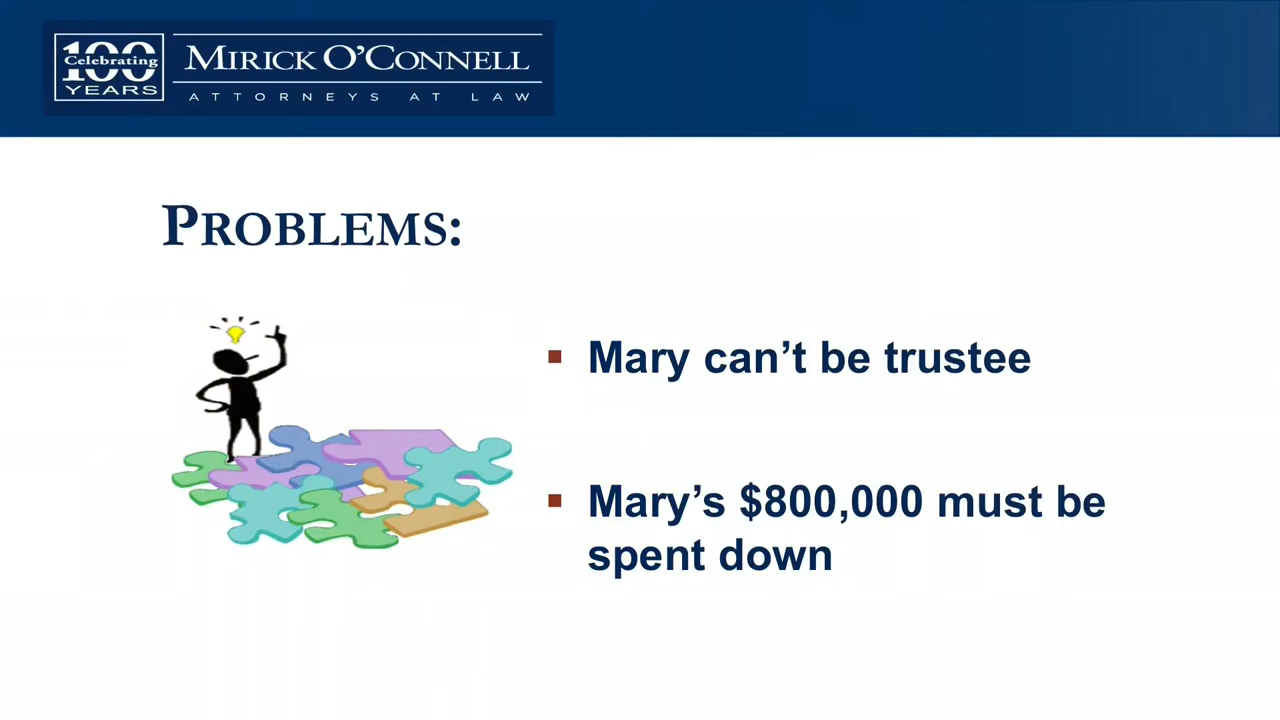 100
Celebrating
YEARS
MIRICK O'CONNELL
ATTORNEYS AT LAW
PROBLEMS:
▪ Mary can't be trustee
▪ Mary's $800,000 must be
spent down